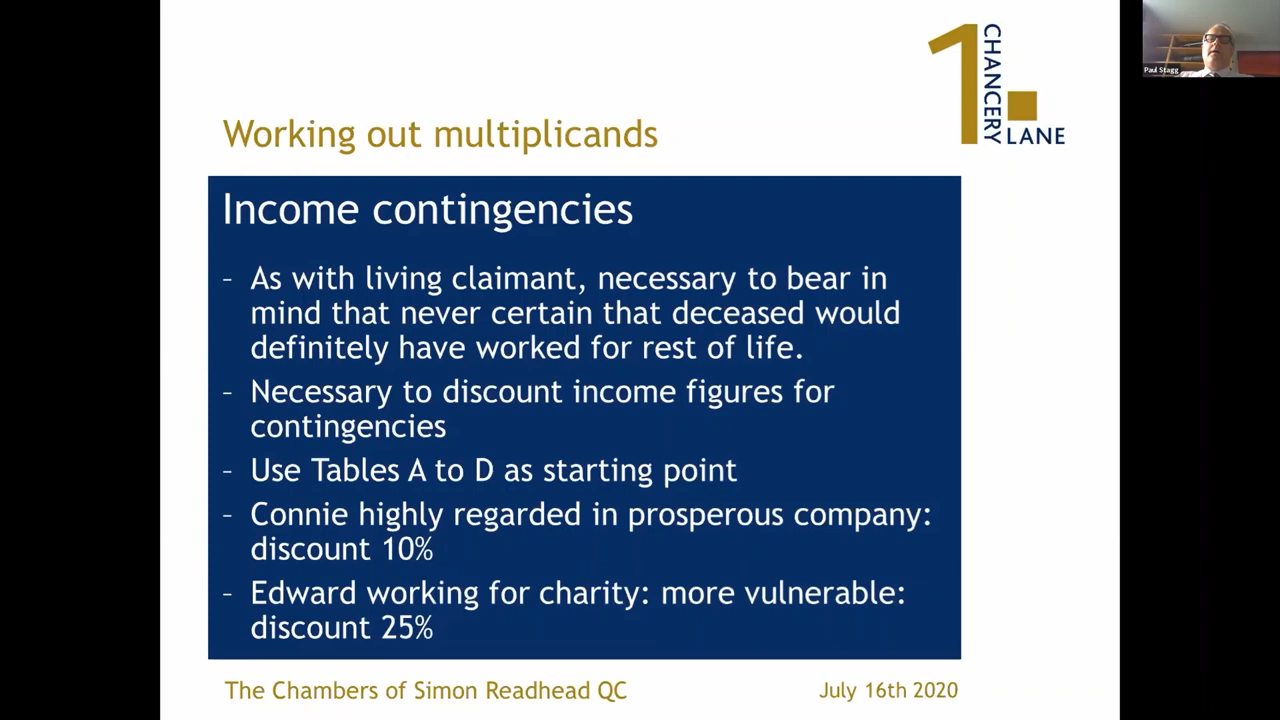 1 CHANCERY LANE
Paul Stagg
Working out multiplicands
Income contingencies
- As with living claimant, necessary to bear in
mind that never certain that deceased would
definitely have worked for rest of life.
- Necessary to discount income figures for
contingencies
- Use Tables A to D as starting point
- Connie highly regarded in prosperous company:
discount 10%
- Edward working for charity: more vulnerable:
discount 25%
The Chambers of Simon Readhead QC
July 16th 2020